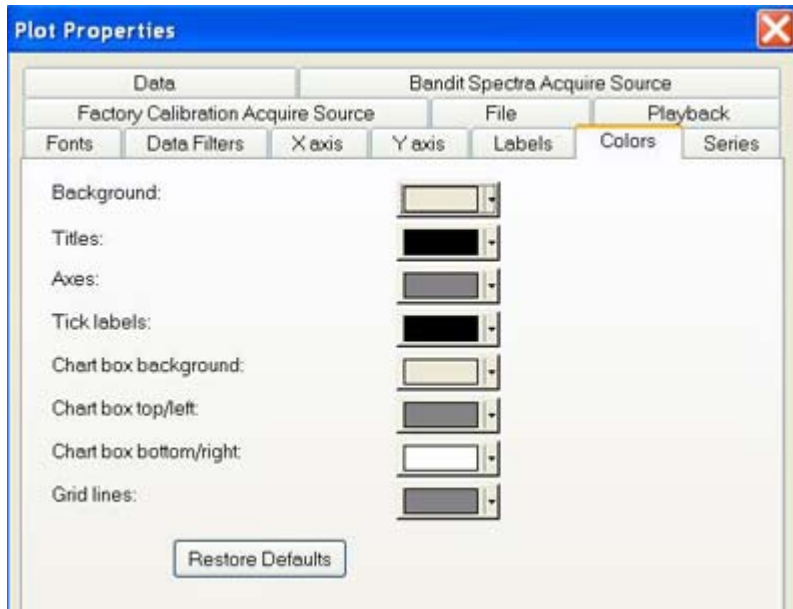 Plot Properties
Data Bandit Spectra Acquire Source
Factory Calibration Acquire Source File Playback
Fonts Data Filters X axis Y axis Labels Colors Series
Background:
Titles:
Axes:
Tick labels:
Chart box background:
Chart box top/left:
Chart box bottom/right:
Grid lines:
Restore Defaults